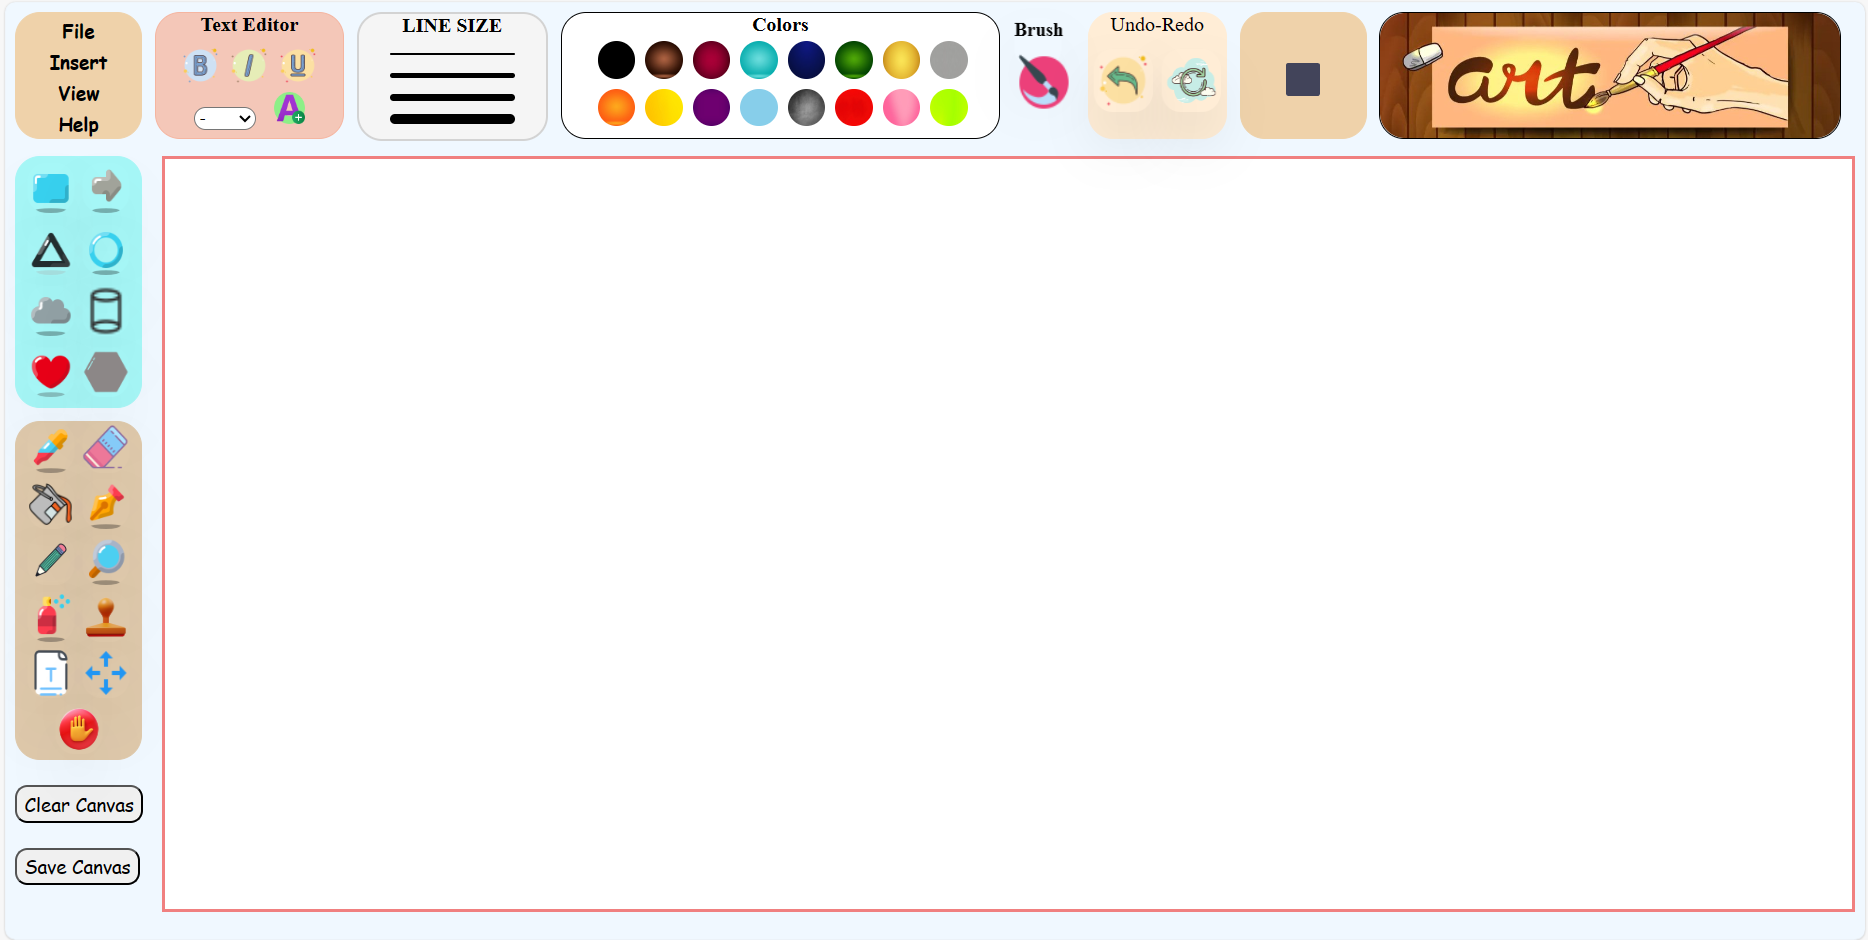 File
Insert
View
Help
Text Editor
B I U
-
A
LINE SIZE
Colors
Brush
Undo-Redo
art
T
Clear Canvas
Save Canvas